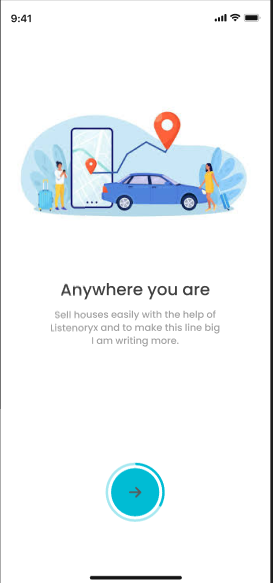 9:41
Anywhere you are
Sell houses easily with the help of
Listenoryx and to make this line big
I am writing more.